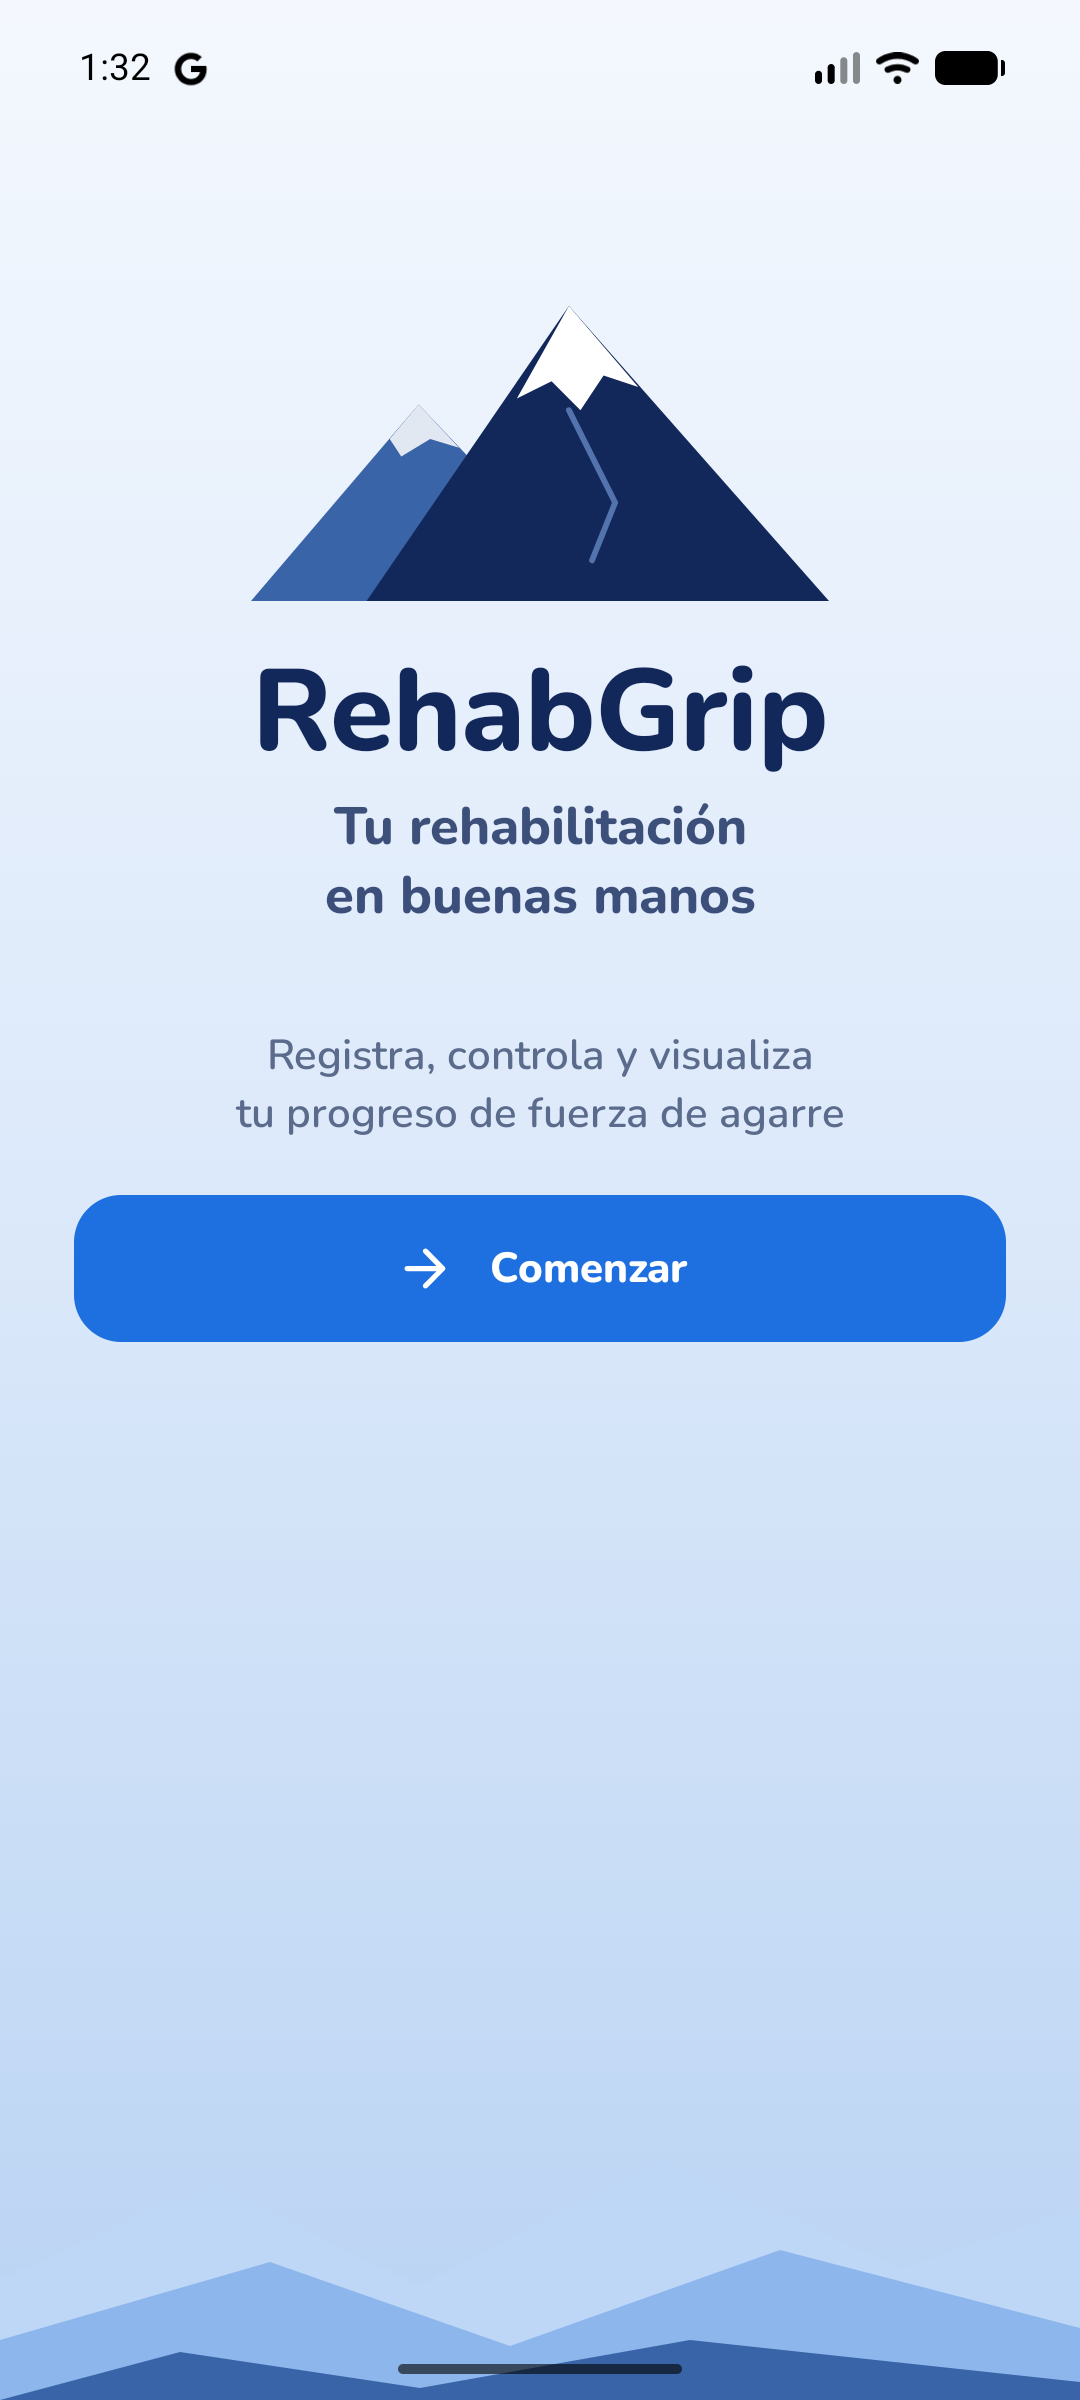 1:32 G
RehabGrip
Tu rehabilitación
en buenas manos
Registra, controla y visualiza
tu progreso de fuerza de agarre
Comenzar